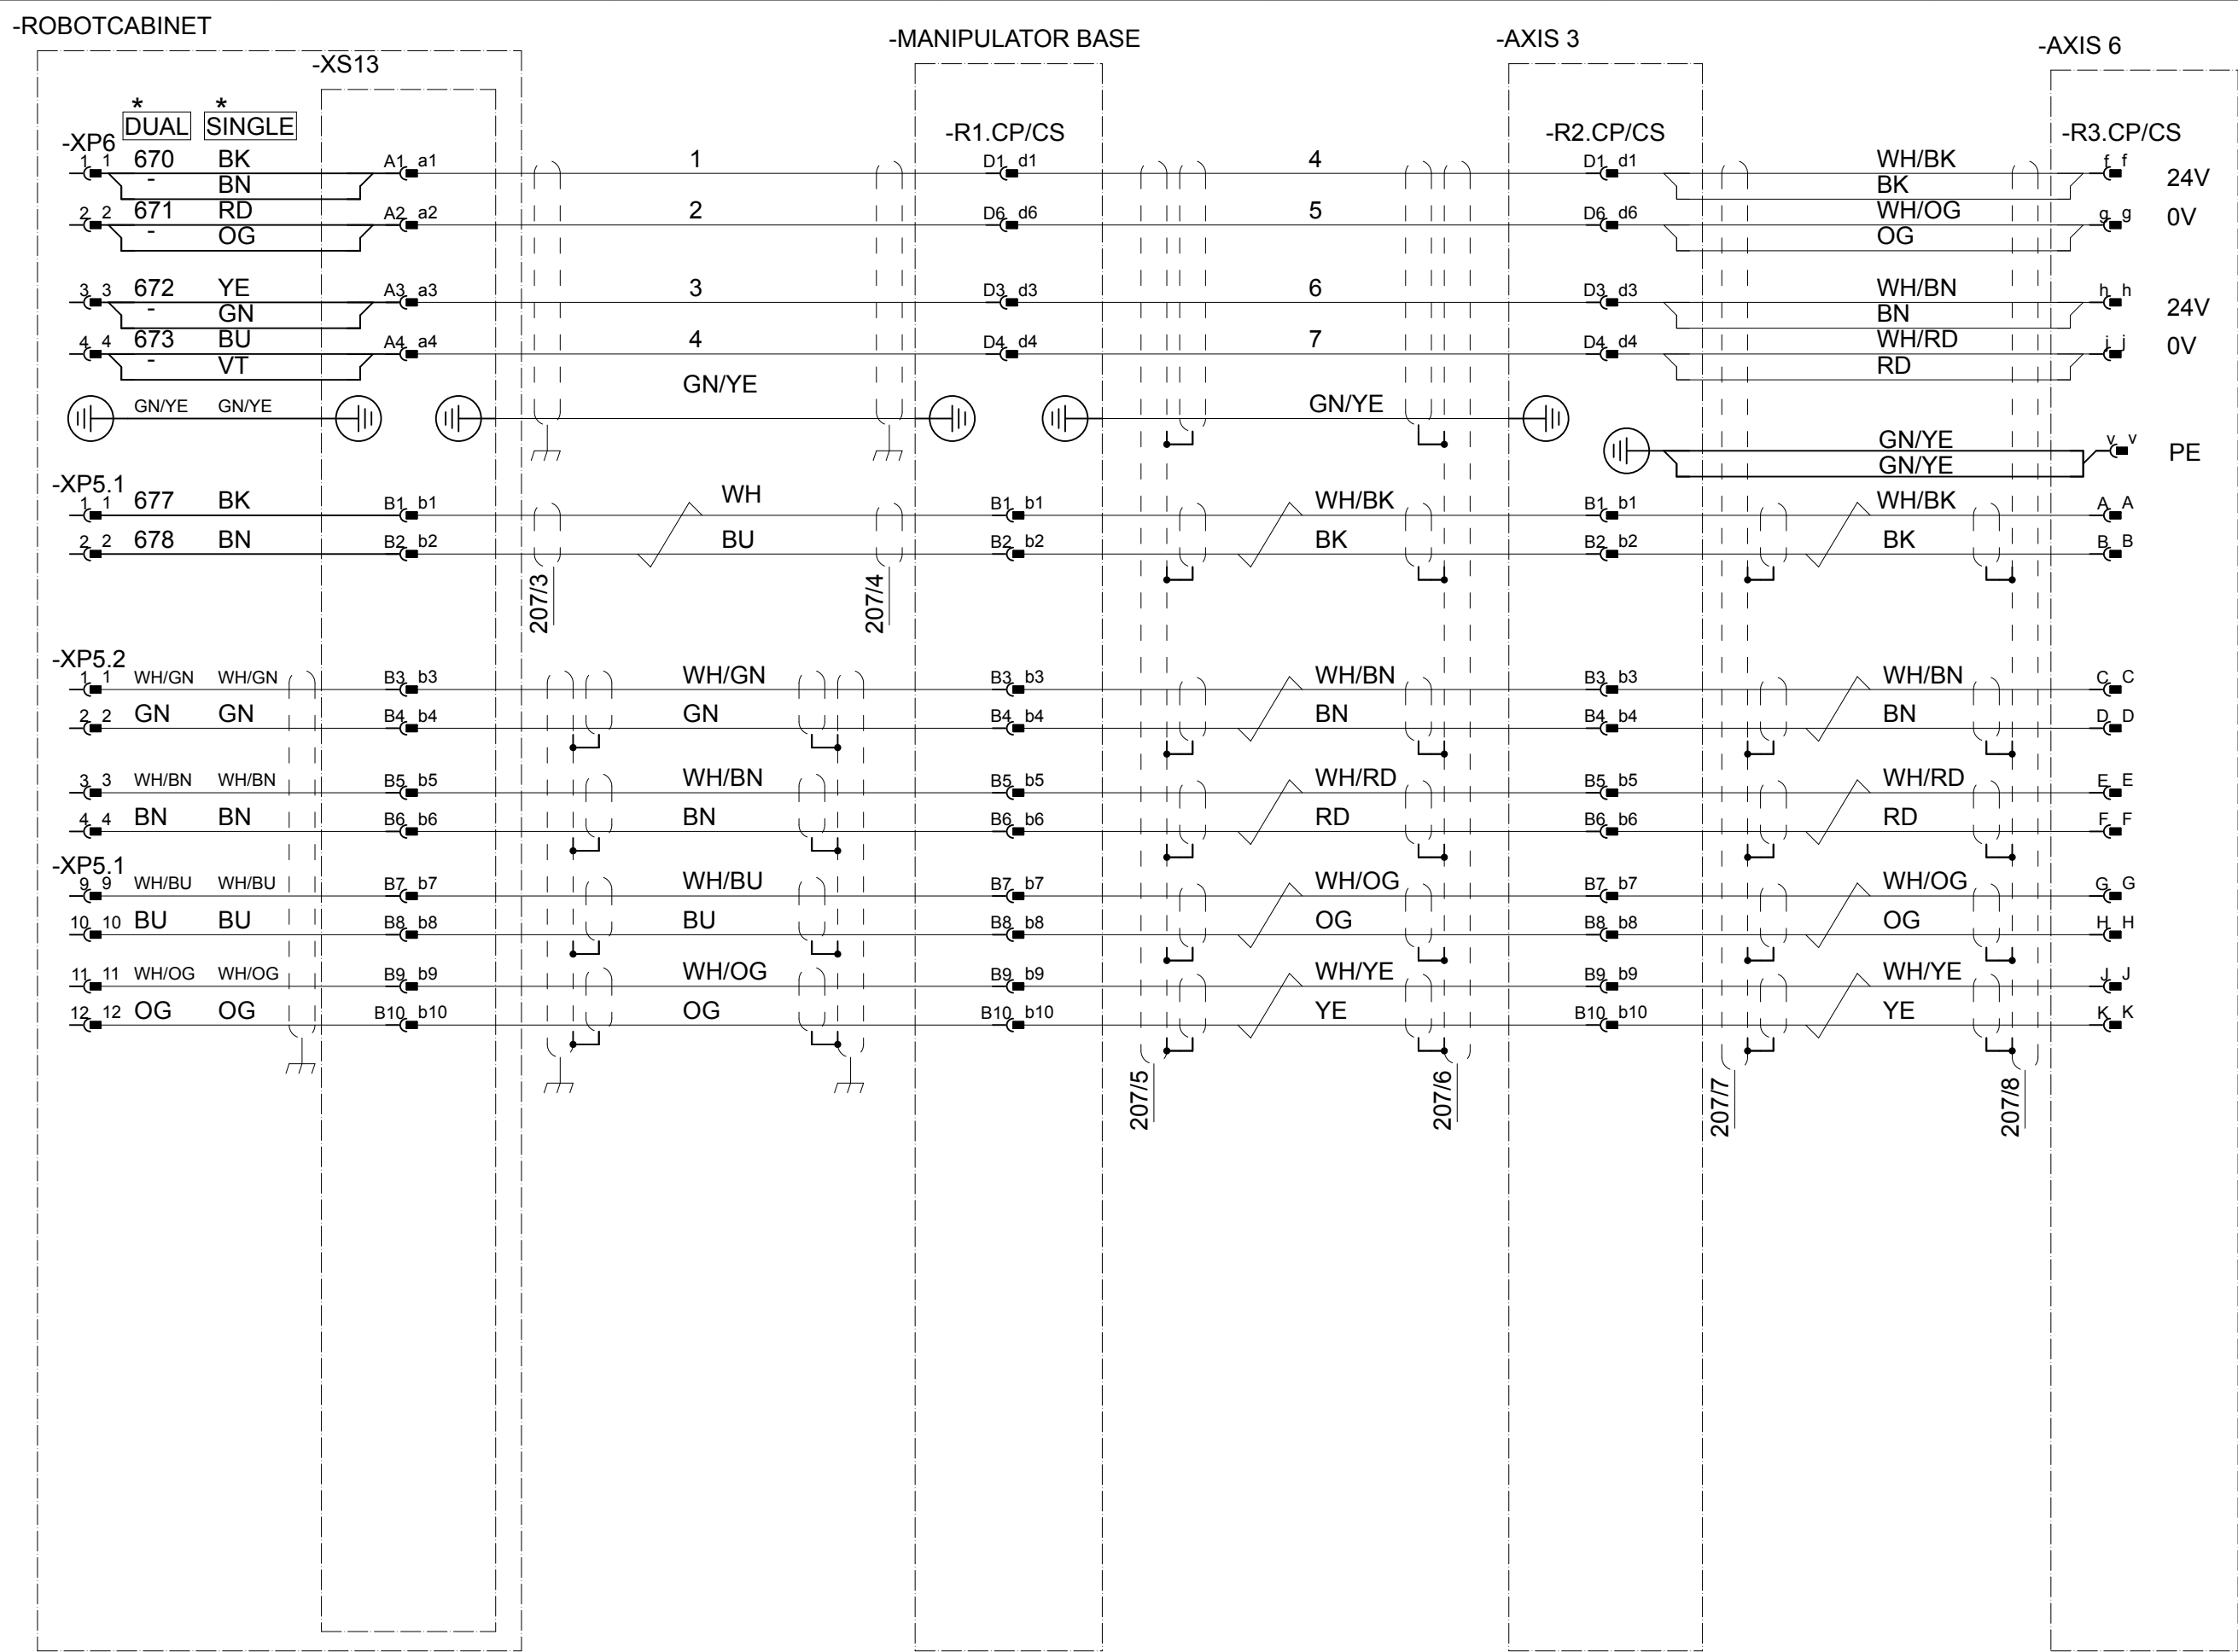 -ROBOTCABINET
-MANIPULATOR BASE
-AXIS 3
-AXIS 6
-XS13
* *
DUAL SINGLE
-XP6 -R1.CP/CS -R2.CP/CS -R3.CP/CS
1 1 670 BK A1 a1 1 D1 d1 4 D1 d1 WH/BK f f 24V
- BN BK
2 2 671 RD A2 a2 2 D6 d6 5 D6 d6 WH/OG g g 0V
- OG OG
3 3 672 YE A3 a3 3 D3 d3 6 D3 d3 WH/BN h h 24V
- GN BN
4 4 673 BU A4 a4 4 D4 d4 7 D4 d4 WH/RD j j 0V
- VT RD
GN/YE GN/YE GN/YE GN/YE
GN/YE v v PE
GN/YE
-XP5.1
1 1 677 BK B1 b1 WH B1 b1 WH/BK B1 b1 WH/BK A A
2 2 678 BN B2 b2 BU B2 b2 BK B2 b2 BK B B
207/3 207/4
-XP5.2
1 1 WH/GN WH/GN B3 b3 WH/GN B3 b3 WH/BN B3 b3 WH/BN C C
2 2 GN GN B4 b4 GN B4 b4 BN B4 b4 BN D D
3 3 WH/BN WH/BN B5 b5 WH/BN B5 b5 WH/RD B5 b5 WH/RD E E
4 4 BN BN B6 b6 BN B6 b6 RD B6 b6 RD F F
-XP5.1
9 9 WH/BU WH/BU B7 b7 WH/BU B7 b7 WH/OG B7 b7 WH/OG G G
10 10 BU BU B8 b8 BU B8 b8 OG B8 b8 OG H H
11 11 WH/OG WH/OG B9 b9 WH/OG B9 b9 WH/YE B9 b9 WH/YE J J
12 12 OG OG B10 b10 OG B10 b10 YE B10 b10 YE K K
207/5 207/6 207/7 207/8